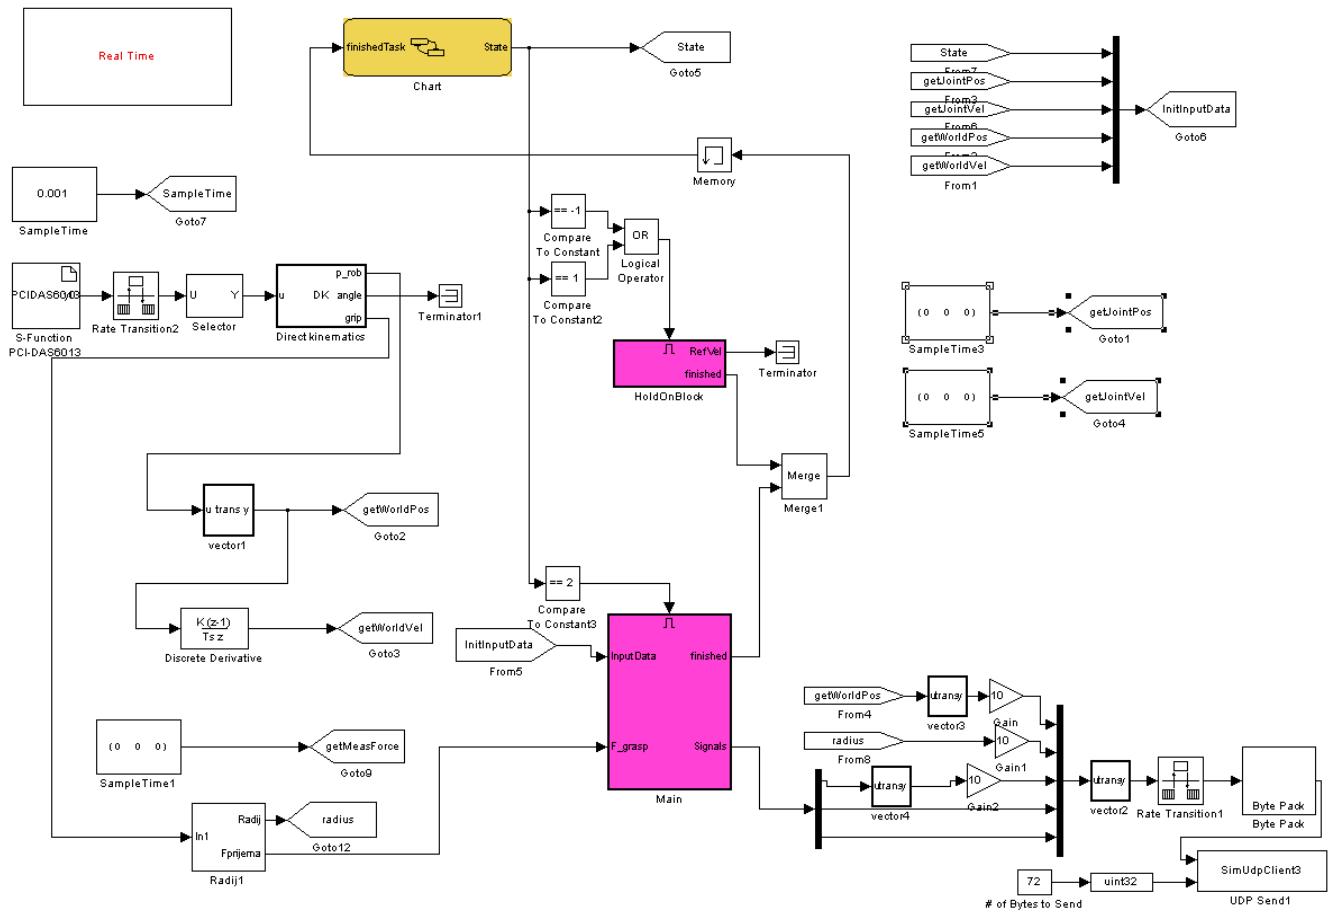 Real Time
finishedTask
State
Chart
State
Goto5
State
From7
getJointPos
From3
getJointVel
From6
getWorldPos
getWorldVel
From1
InitInputData
Goto6
Memory
0.001
SampleTime
SampleTime
Goto7
== -1
Compare
To Constant
OR
Logical
Operator
== 1
Compare
To Constant2
S-Function
PCI-DAS6013
Rate Transition2
U
Y
Selector
u
DK
p_rob
angle
grip
Direct kinematics
Terminator1
RefVel
finished
HoldOnBlock
Terminator
(0 0 0)
SampleTime3
getJointPos
Goto1
(0 0 0)
SampleTime5
getJointVel
Goto4
Merge
Merge1
u trans y
vector1
getWorldPos
Goto2
== 2
Compare
To Constant3
K (z-1)
Ts z
Discrete Derivative
getWorldVel
Goto3
InitInputData
From5
InputData
finished
F_grasp
Signals
Main
(0 0 0)
SampleTime1
getMeasForce
Goto9
In1
Radij
Fprijema
Radij1
radius
Goto12
getWorldPos
From4
utransy
vector3
10
Gain
radius
From8
10
Gain1
utransy
vector4
10
Gain2
utransy
vector2
Rate Transition1
Byte Pack
Byte Pack
72
# of Bytes to Send
uint32
SimUdpClient3
UDP Send1